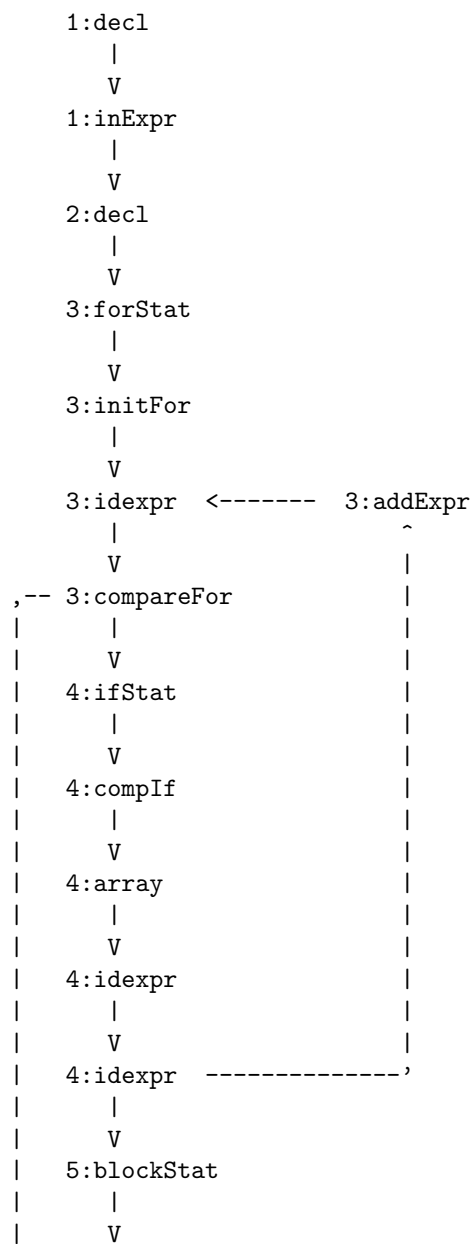 1:decl
|
V
1:inExpr
|
V
2:decl
|
V
3:forStat
|
V
3:initFor
|
V
3:idexpr <------- 3:addExpr
| ^
V |
,-- 3:compareFor |
| | |
| V |
| 4:ifStat |
| | |
| V |
| 4:compIf |
| | |
| V |
| 4:array |
| | |
| V |
| 4:idexpr |
| | |
| V |
| 4:idexpr --------------’
| |
| V
| 5:blockStat
| |
| V